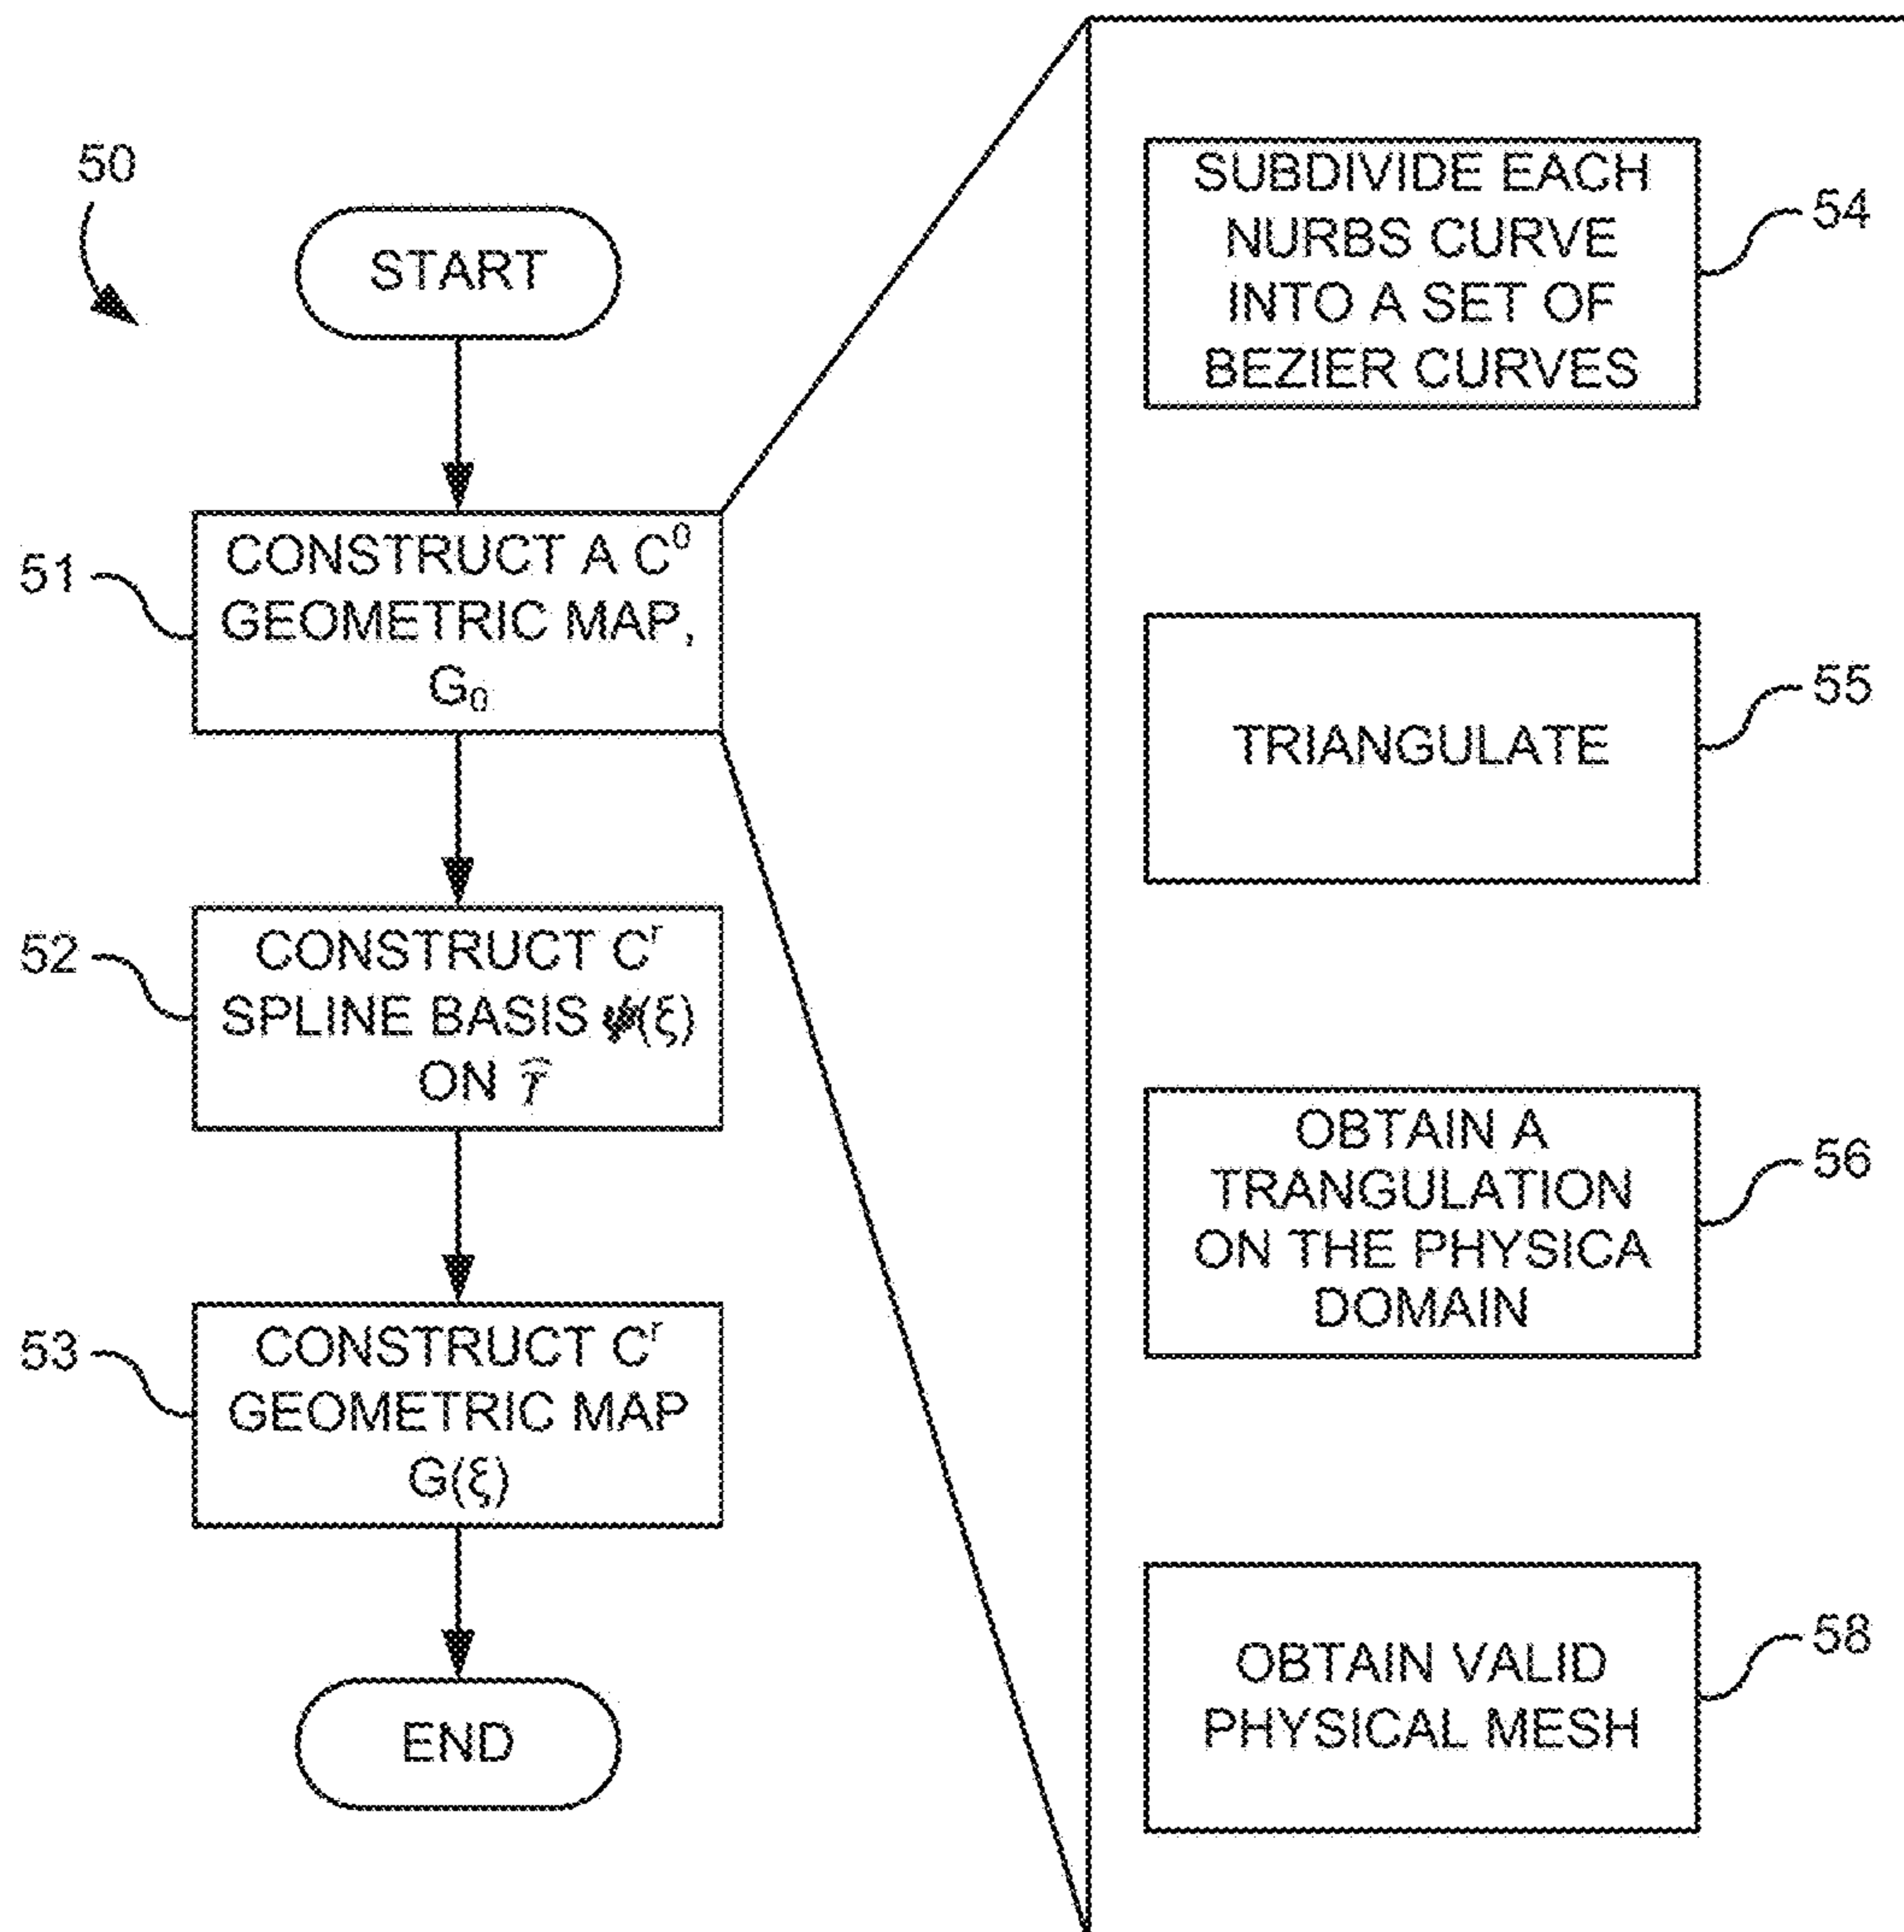 50
START
51
CONSTRUCT A C⁰
GEOMETRIC MAP,
G₀
52
CONSTRUCT Cʳ
SPLINE BASIS ψ(ξ)
ON T̂
53
CONSTRUCT Cʳ
GEOMETRIC MAP
G(ξ)
END
SUBDIVIDE EACH
NURBS CURVE
INTO A SET OF
BEZIER CURVES
54
TRIANGULATE
55
OBTAIN A
TRANGULATION
ON THE PHYSICA
DOMAIN
56
OBTAIN VALID
PHYSICAL MESH
58